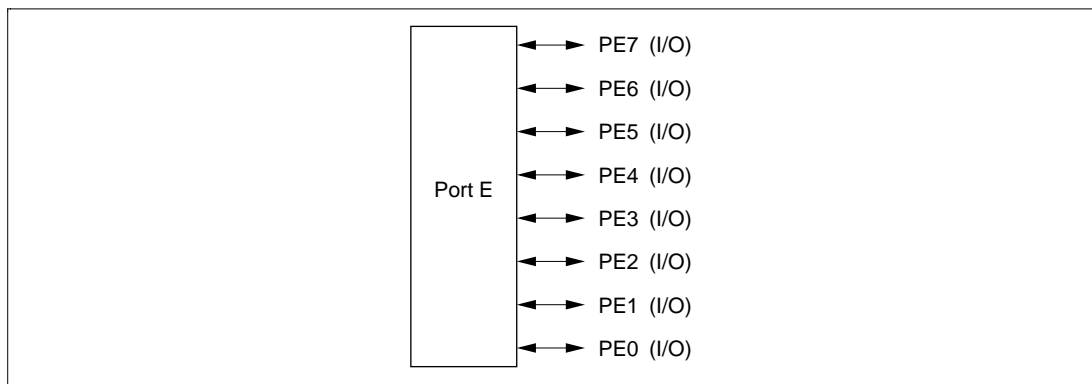 Port E
PE7 (I/O)
PE6 (I/O)
PE5 (I/O)
PE4 (I/O)
PE3 (I/O)
PE2 (I/O)
PE1 (I/O)
PE0 (I/O)